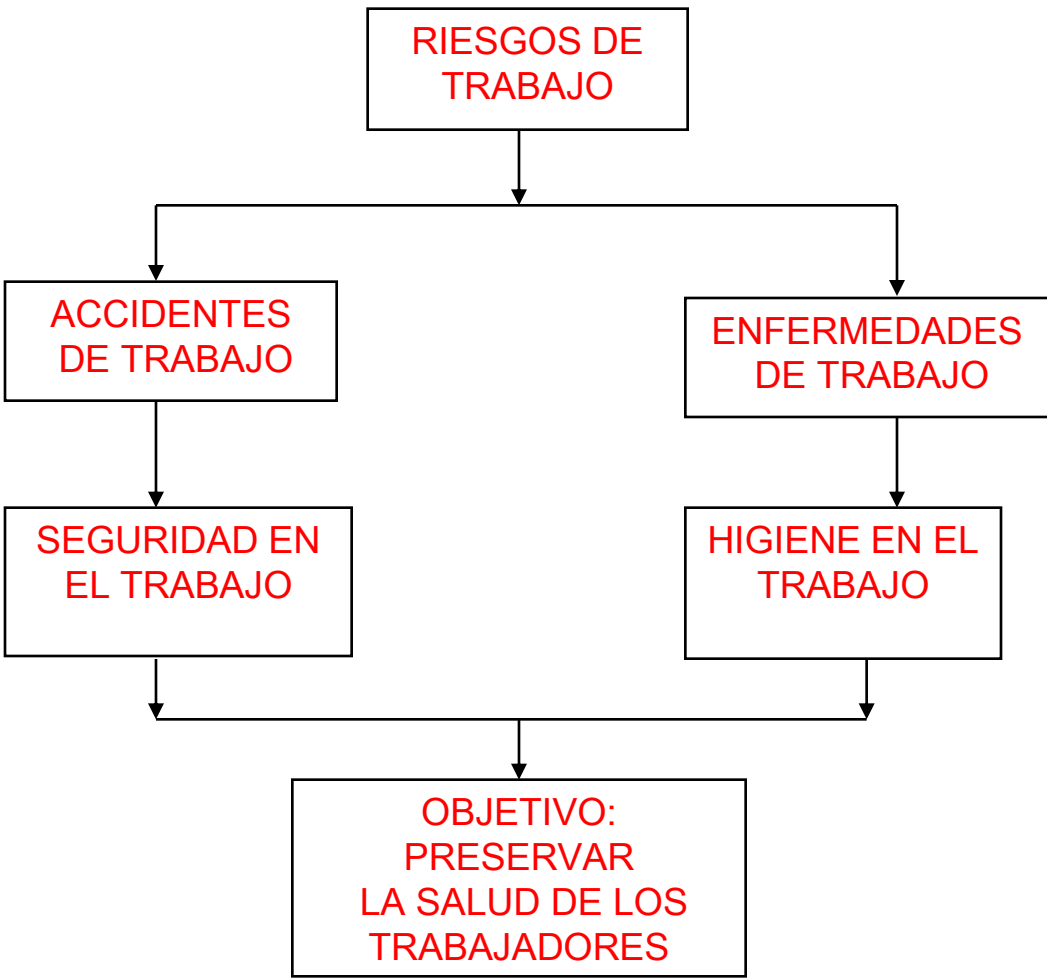 RIESGOS DE
TRABAJO
ACCIDENTES
DE TRABAJO
ENFERMEDADES
DE TRABAJO
SEGURIDAD EN
EL TRABAJO
HIGIENE EN EL
TRABAJO
OBJETIVO:
PRESERVAR
LA SALUD DE LOS
TRABAJADORES